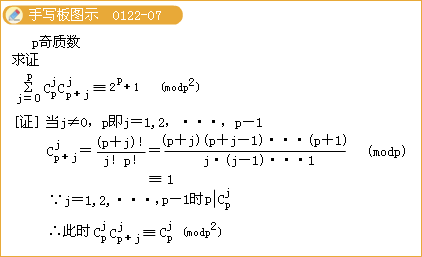 手写板图示 0122-07
p奇质数
求证
$\sum_{j=0}^{p} C_p^j C_{p+j}^j \equiv 2^p+1 \pmod{p^2}$
[证] 当j≠0，p即j=1,2，···，p-1
$C_{p+j}^j = \frac{(p+j)!}{j!\,p!} = \frac{(p+j)(p+j-1)\cdots(p+1)}{j\cdot(j-1)\cdots 1} \pmod{p}$
≡1
∵j=1,2,···,p-1时p|$C_p^j$
∴此时$C_p^j C_{p+j}^j \equiv C_p^j \pmod{p^2}$